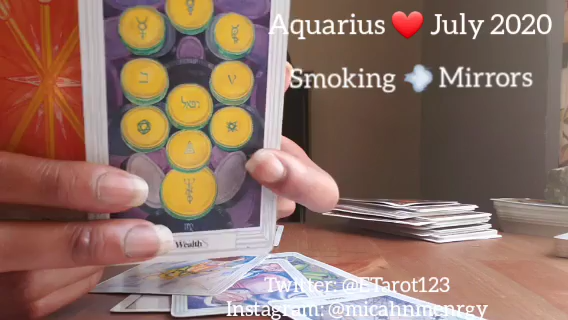 Aquarius ❤️ July 2020
Smoking 💨 Mirrors
Wealth
Twitter: @ETarot123
Instagram: @micahnmenrgy